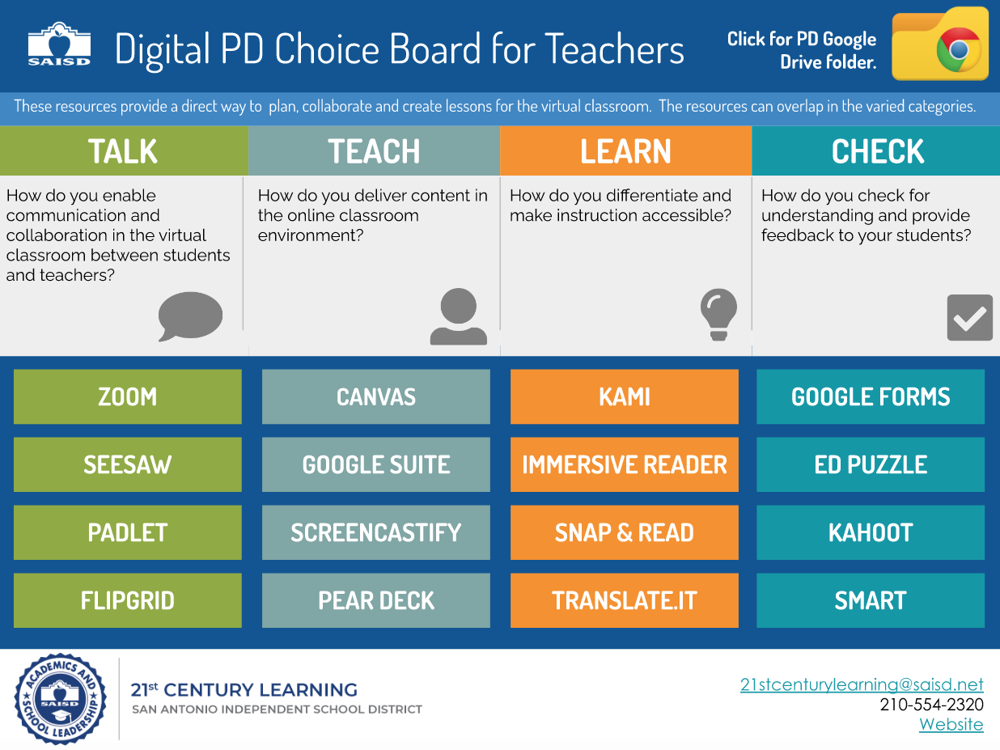 SAISD
Digital PD Choice Board for Teachers
Click for PD Google
Drive folder.
These resources provide a direct way to plan, collaborate and create lessons for the virtual classroom. The resources can overlap in the varied categories.
TALK
How do you enable
communication and
collaboration in the virtual
classroom between students
and teachers?
TEACH
How do you deliver content in
the online classroom
environment?
LEARN
How do you differentiate and
make instruction accessible?
CHECK
How do you check for
understanding and provide
feedback to your students?
ZOOM
CANVAS
KAMI
GOOGLE FORMS
SEESAW
GOOGLE SUITE
IMMERSIVE READER
ED PUZZLE
PADLET
SCREENCASTIFY
SNAP & READ
KAHOOT
FLIPGRID
PEAR DECK
TRANSLATE.IT
SMART
ACADEMICS AND
SAISD
SCHOOL LEADERSHIP
21st CENTURY LEARNING
SAN ANTONIO INDEPENDENT SCHOOL DISTRICT
21stcenturylearning@saisd.net
210-554-2320
Website